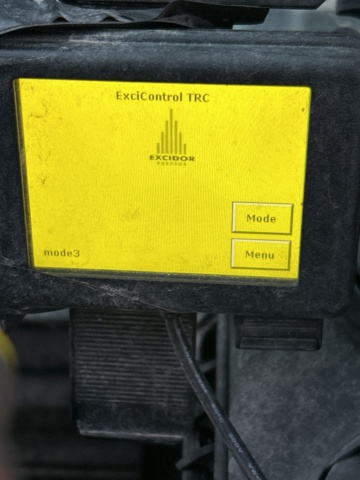 ExciControl TRC
EXCIDOR
Mode
mode3
Menu